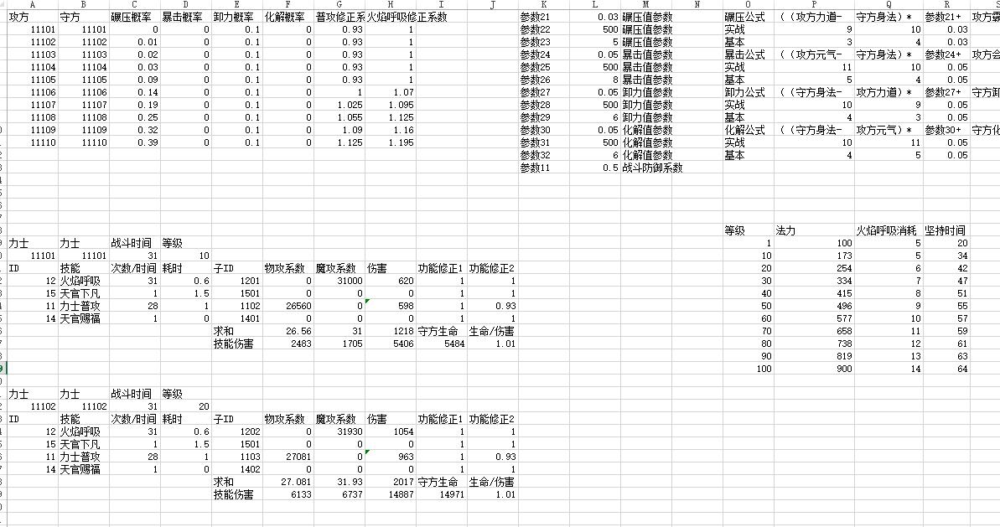 A B C D E F G H I J K L M N O P Q R S
攻方 守方 碾压概率 暴击概率 卸力概率 化解概率 普攻修正系 火焰呼吸修正系数 参数21 0.03 碾压值参数 碾压公式 ((攻方力道- 守方身法)* 参数21+ 攻方
11101 11101 0 0 0.1 0 0.93 1 参数22 500 碾压值参数 实战 9 10 0.03
11102 11102 0.01 0 0.1 0 0.93 1 参数23 5 碾压值参数 基本 3 4 0.03
11103 11103 0.02 0 0.1 0 0.93 1 参数24 0.05 暴击值参数 暴击公式 ((攻方元气- 守方身法)* 参数24+ 攻方会
11104 11104 0.03 0 0.1 0 0.93 1 参数25 500 暴击值参数 实战 11 10 0.05
11105 11105 0.09 0 0.1 0 0.93 1 参数26 8 暴击值参数 基本 5 4 0.05
11106 11106 0.14 0 0.1 0 1 1.07 参数27 0.05 卸力值参数 卸力公式 ((守方身法- 攻方力道)* 参数27+ 守方卸
11107 11107 0.19 0 0.1 0 1.025 1.095 参数28 500 卸力值参数 实战 10 9 0.05
11108 11108 0.25 0 0.1 0 1.055 1.125 参数29 6 卸力值参数 基本 4 3 0.05
11109 11109 0.32 0 0.1 0 1.09 1.16 参数30 0.05 化解值参数 化解公式 ((守方身法- 攻方元气)* 参数30+ 守方化
11110 11110 0.39 0 0.1 0 1.125 1.195 参数31 500 化解值参数 实战 10 11 0.05
参数32 6 化解值参数 基本 4 5 0.05
参数11 0.5 战斗防御系数
等级 法力 火焰呼吸消耗 坚持时间
力士 力士 战斗时间 等级 1 100 5 20
11101 11101 31 10 10 173 5 34
ID 技能 次数/时间 耗时 子ID 物攻系数 魔攻系数 伤害 功能修正1 功能修正2 20 254 6 42
12 火焰呼吸 31 0.6 1201 0 31000 620 1 1 30 334 7 47
15 天官下凡 1 1.5 1501 0 0 0 1 1 40 415 8 51
11 力士普攻 28 1 1102 26560 0 598 1 0.93 50 496 9 55
14 天官赐福 1 0 1401 0 0 0 1 1 60 577 10 57
求和 26.56 31 1218 守方生命 生命/伤害 70 658 11 59
技能伤害 2483 1705 5406 5484 1.01 80 738 12 61
90 819 13 63
100 900 14 64
力士 力士 战斗时间 等级
11102 11102 31 20
ID 技能 次数/时间 耗时 子ID 物攻系数 魔攻系数 伤害 功能修正1 功能修正2
12 火焰呼吸 31 0.6 1202 0 31930 1054 1 1
15 天官下凡 1 1.5 1501 0 0 0 1 1
11 力士普攻 28 1 1103 27081 0 963 1 0.93
14 天官赐福 1 0 1402 0 0 0 1 1
求和 27.081 31.93 2017 守方生命 生命/伤害
技能伤害 6133 6737 14887 14971 1.01